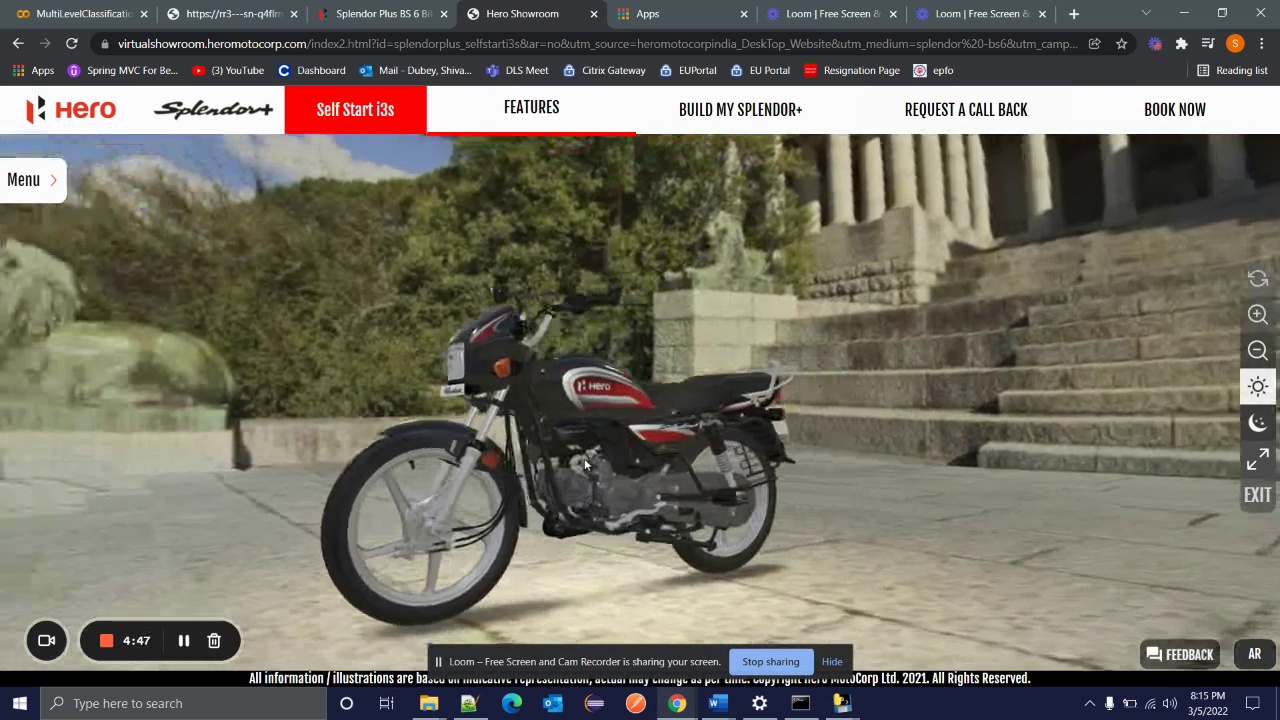 MultiLevelClassificatio
https://rr3---sn-q4flrn
Splendor Plus BS 6 Bik
Hero Showroom
Apps
Loom | Free Screen &
Loom | Free Screen &
virtualshowroom.heromotocorp.com/index2.html?id=splendorplus_selfstarti3s&at=no&utm_source=heromotocorpindia_DeskTop_Website&utm_medium=splendor%20-bs6&utm_camp...
S
Apps
Spring MVC For Be...
(3) YouTube
Dashboard
Mail - Dubey, Shiva...
DLS Meet
Citrix Gateway
EUPortal
EU Portal
Resignation Page
epfo
Reading list
Hero
Splendor+
Self Start i3s
FEATURES
BUILD MY SPLENDOR+
REQUEST A CALL BACK
BOOK NOW
Menu
Hero
EXIT
4:47
Loom – Free Screen and Cam Recorder is sharing your screen.
Stop sharing
Hide
FEEDBACK
AR
All information / illustrations are based on indicative representation, actual may change as per time. Copyright Hero MotoCorp Ltd. 2021. All Rights Reserved.
Type here to search
8:15 PM
3/5/2022